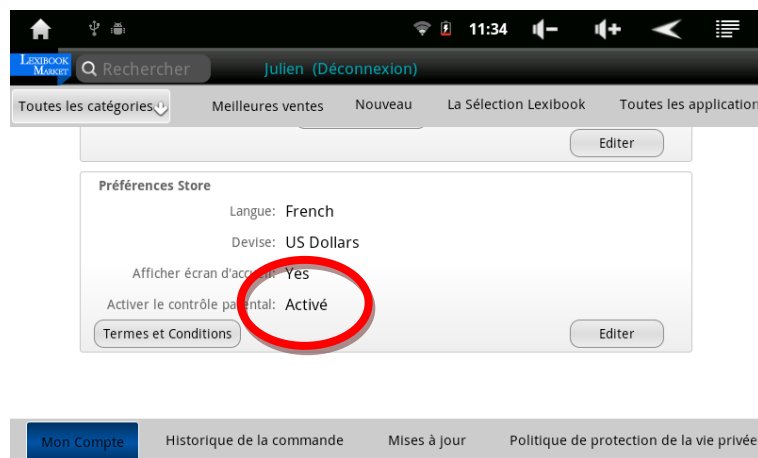 11:34
LEXIBOOK
MARKET
Rechercher
Julien (Déconnexion)
Toutes les catégories
Meilleures ventes
Nouveau
La Sélection Lexibook
Toutes les application
Editer
Préférences Store
Langue: French
Devise: US Dollars
Afficher écran d'accueil: Yes
Activer le contrôle parental: Activé
Termes et Conditions
Editer
Mon Compte
Historique de la commande
Mises à jour
Politique de protection de la vie privée